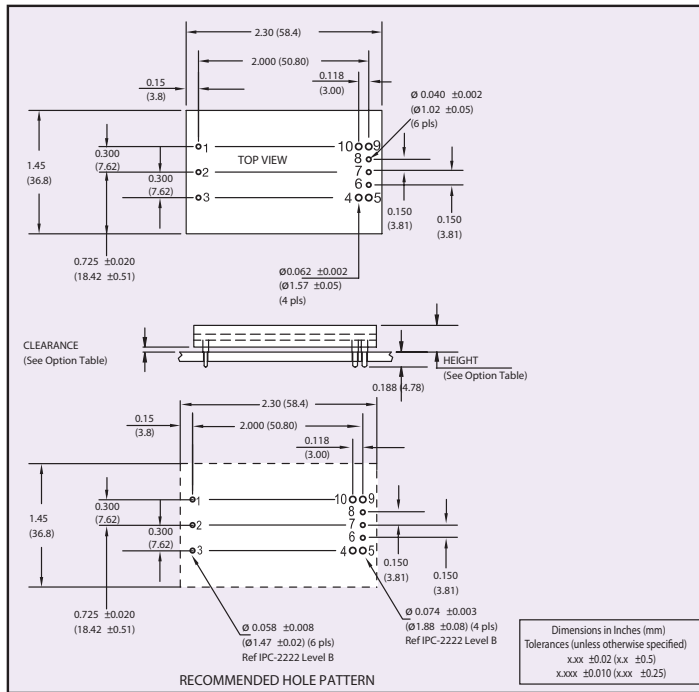 2.30 (58.4)
2.000 (50.80)
0.15
(3.8)
0.118
(3.00)
Ø 0.040 ±0.002
(Ø1.02 ±0.05)
(6 pls)
1.45
(36.8)
0.300
(7.62)
0.300
(7.62)
TOP VIEW
1
2
3
10
9
8
7
6
4
5
0.150
(3.81)
0.150
(3.81)
0.725 ±0.020
(18.42 ±0.51)
Ø0.062 ±0.002
(Ø1.57 ±0.05)
(4 pls)
CLEARANCE
(See Option Table)
HEIGHT
(See Option Table)
0.188 (4.78)
2.30 (58.4)
0.15
(3.8)
2.000 (50.80)
0.118
(3.00)
1.45
(36.8)
0.300
(7.62)
0.300
(7.62)
1
2
3
10
9
8
7
6
4
5
0.150
(3.81)
0.150
(3.81)
0.725 ±0.020
(18.42 ±0.51)
Ø 0.058 ±0.008
(Ø1.47 ±0.02) (6 pls)
Ref IPC-2222 Level B
Ø 0.074 ±0.003
(Ø1.88 ±0.08) (4 pls)
Ref IPC-2222 Level B
RECOMMENDED HOLE PATTERN
Dimensions in Inches (mm)
Tolerances (unless otherwise specified)
x.xx ±0.02 (x.x ±0.5)
x.xxx ±0.010 (x.xx ±0.25)